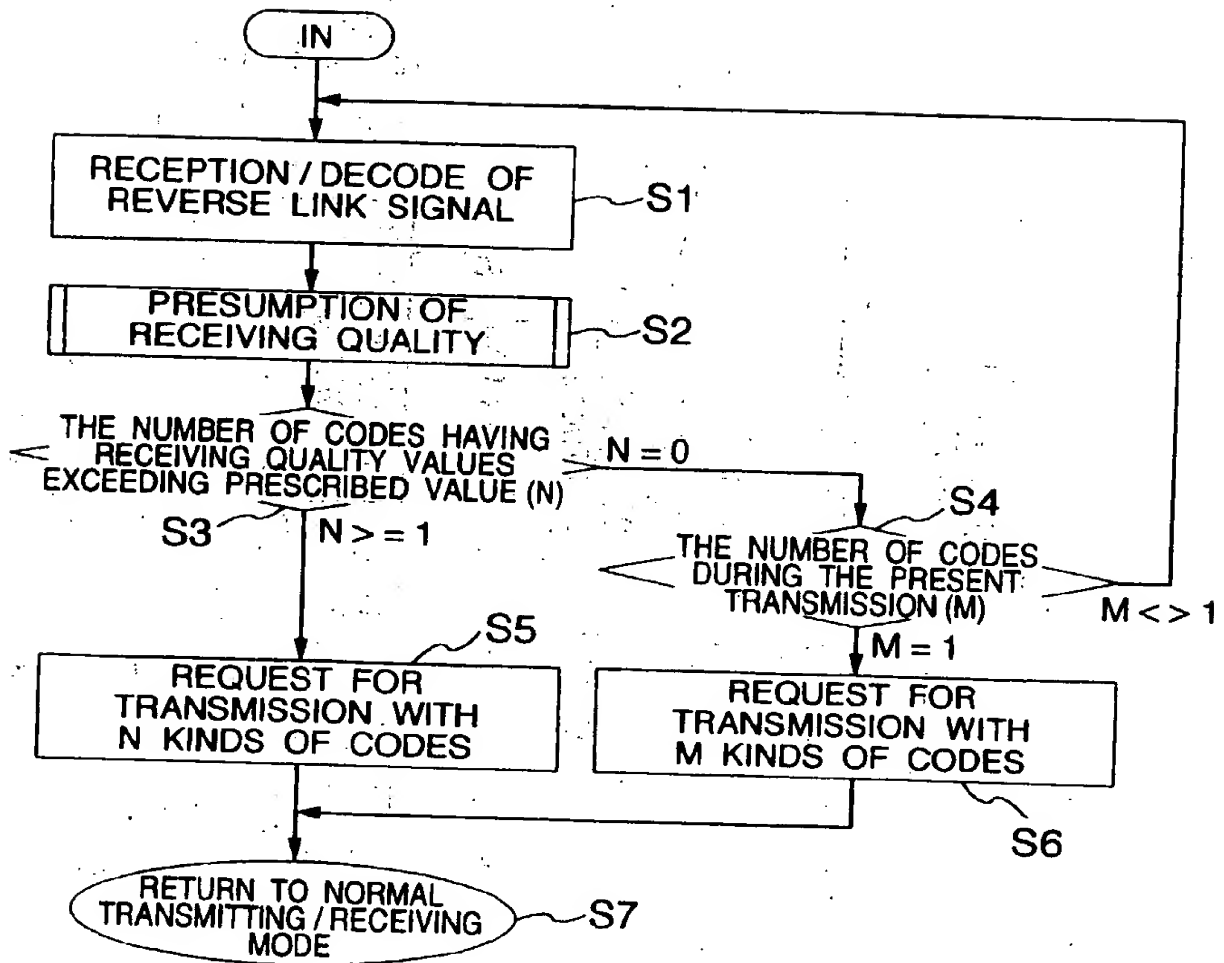 IN
RECEPTION / DECODE OF
REVERSE LINK SIGNAL
S1
PRESUMPTION OF
RECEIVING QUALITY
S2
THE NUMBER OF CODES HAVING
RECEIVING QUALITY VALUES
EXCEEDING PRESCRIBED VALUE (N)
N = 0
S3
N > = 1
S4
THE NUMBER OF CODES
DURING THE PRESENT
TRANSMISSION (M)
M < > 1
M = 1
S5
REQUEST FOR
TRANSMISSION WITH
N KINDS OF CODES
REQUEST FOR
TRANSMISSION WITH
M KINDS OF CODES
S6
RETURN TO NORMAL
TRANSMITTING / RECEIVING
MODE
S7